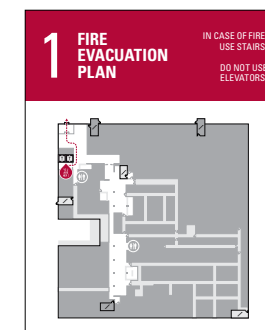 1
FIRE
EVACUATION
PLAN
IN CASE OF FIRE
USE STAIRS
DO NOT USE
ELEVATORS